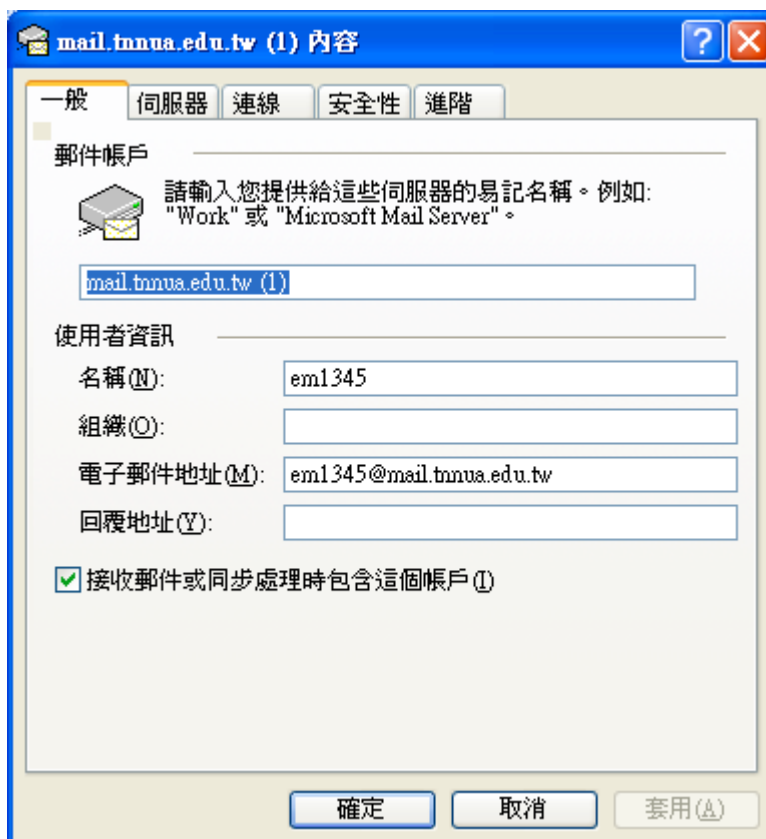 mail.tnnua.edu.tw (1) 內容
一般 伺服器 連線 安全性 進階
郵件帳戶
請輸入您提供給這些伺服器的易記名稱。例如:
"Work" 或 "Microsoft Mail Server"。
mail.tnnua.edu.tw (1)
使用者資訊
名稱(N): em1345
組織(O):
電子郵件地址(M): em1345@mail.tnnua.edu.tw
回覆地址(Y):
接收郵件或同步處理時包含這個帳戶(I)
確定 取消 套用(A)